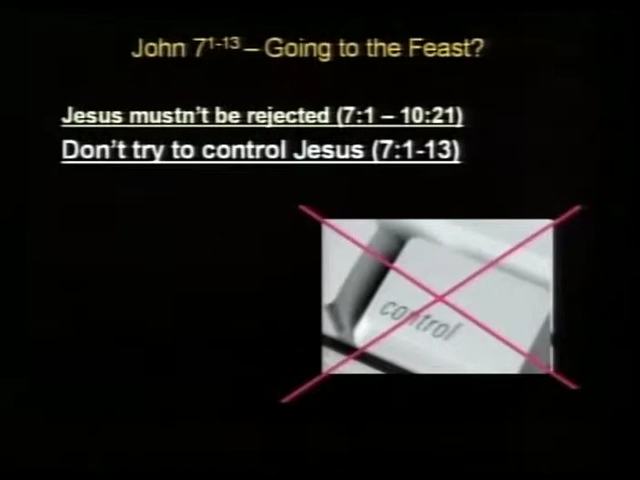 John 7¹⁻¹³ – Going to the Feast?
Jesus mustn't be rejected (7:1 – 10:21)
Don't try to control Jesus (7:1-13)
control